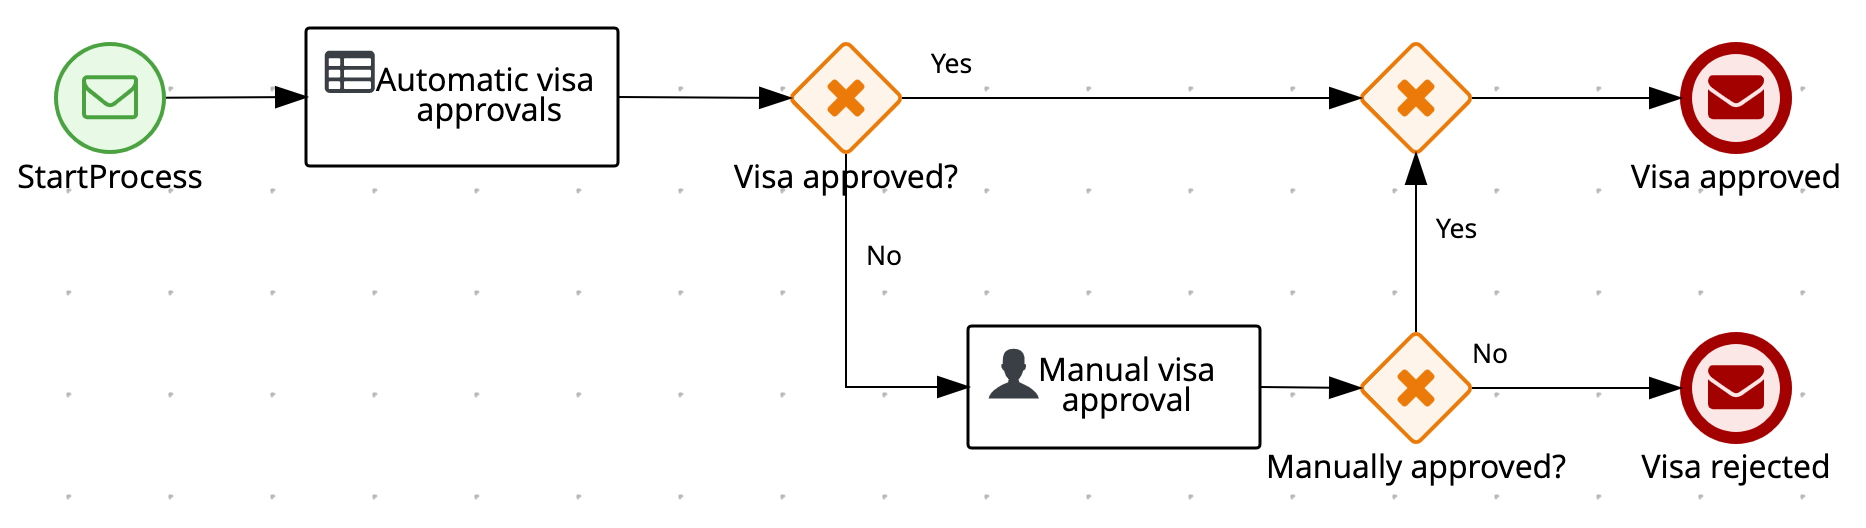 Automatic visa
approvals
Yes
StartProcess
Visa approved?
Visa approved
No
Yes
Manual visa
approval
No
Manually approved?
Visa rejected